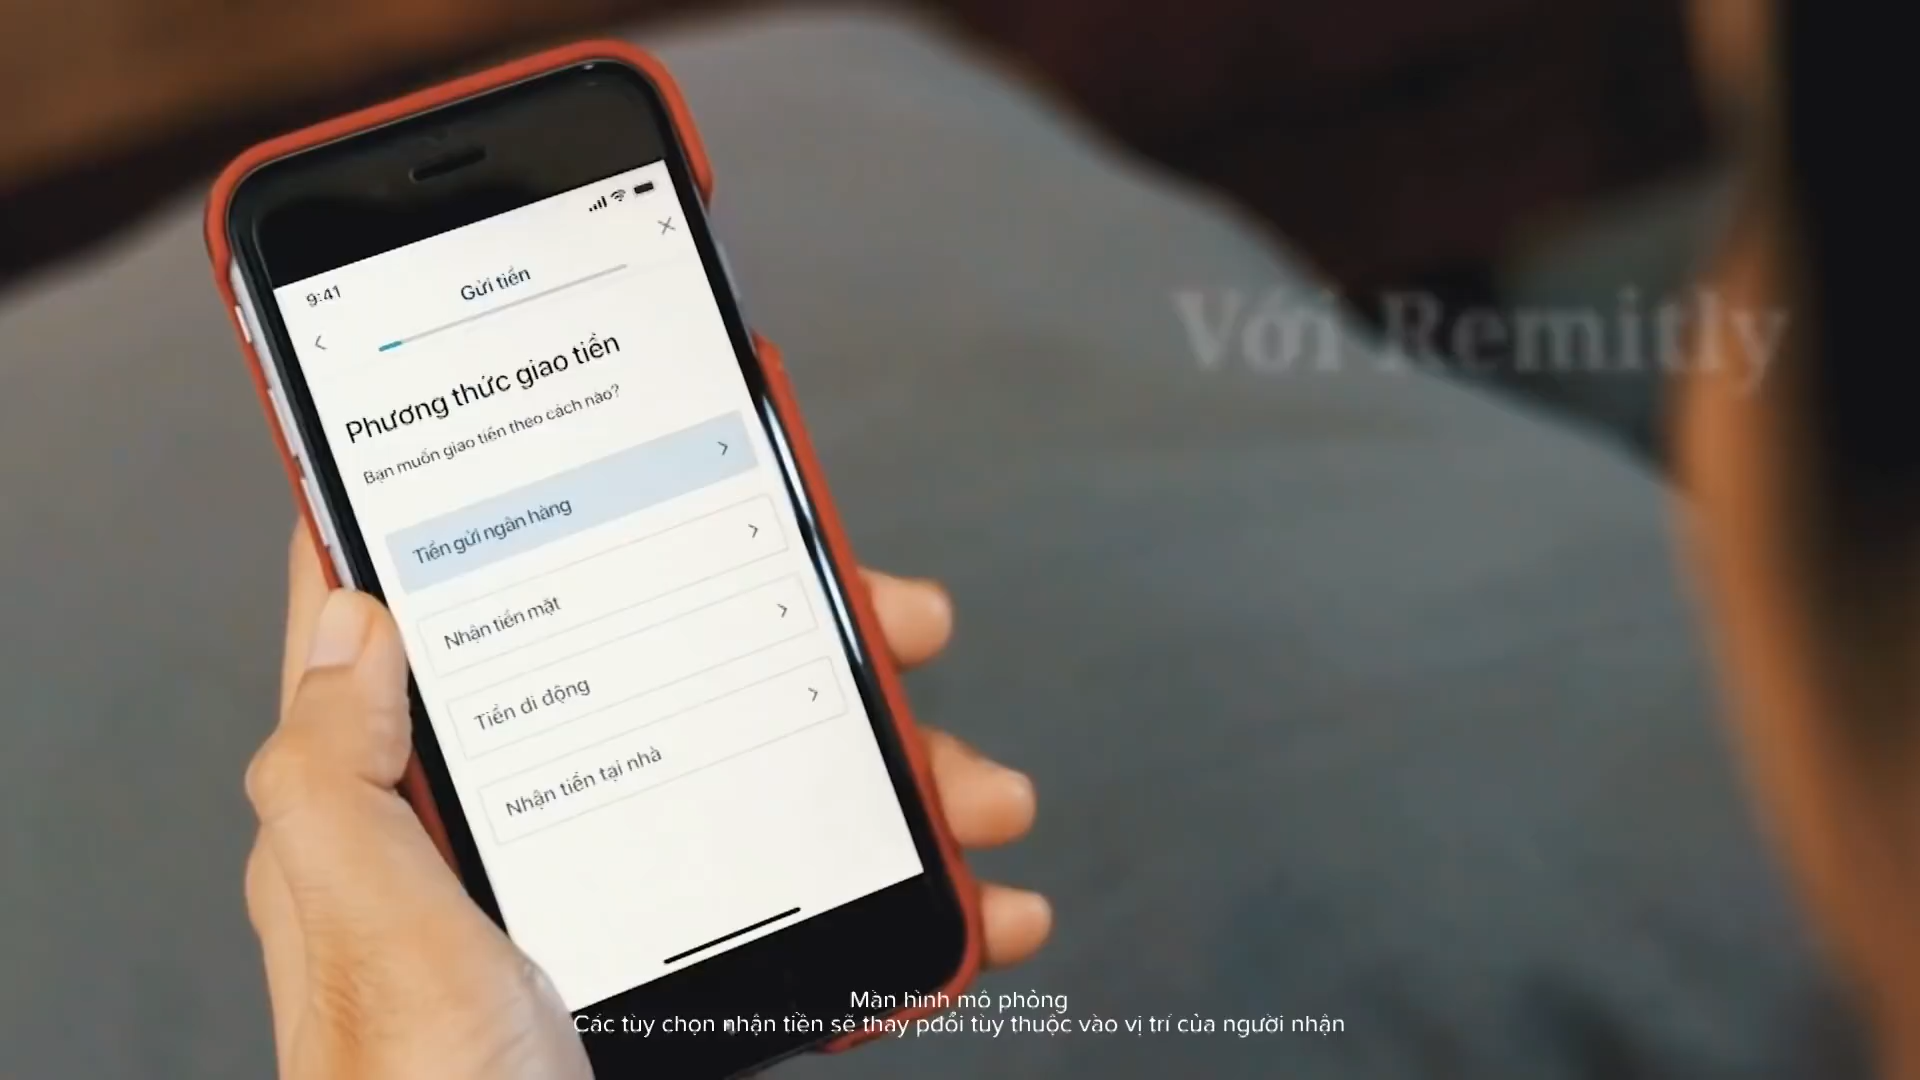 9:41
Gửi tiền
Phương thức giao tiền
Bạn muốn giao tiền theo cách nào?
Tiền gửi ngân hàng
Nhận tiền mặt
Tiền di động
Nhận tiền tại nhà
Với Remitly
Màn hình mô phỏng
Các tùy chọn nhận tiền sẽ thay pđổi tùy thuộc vào vị trí của người nhận